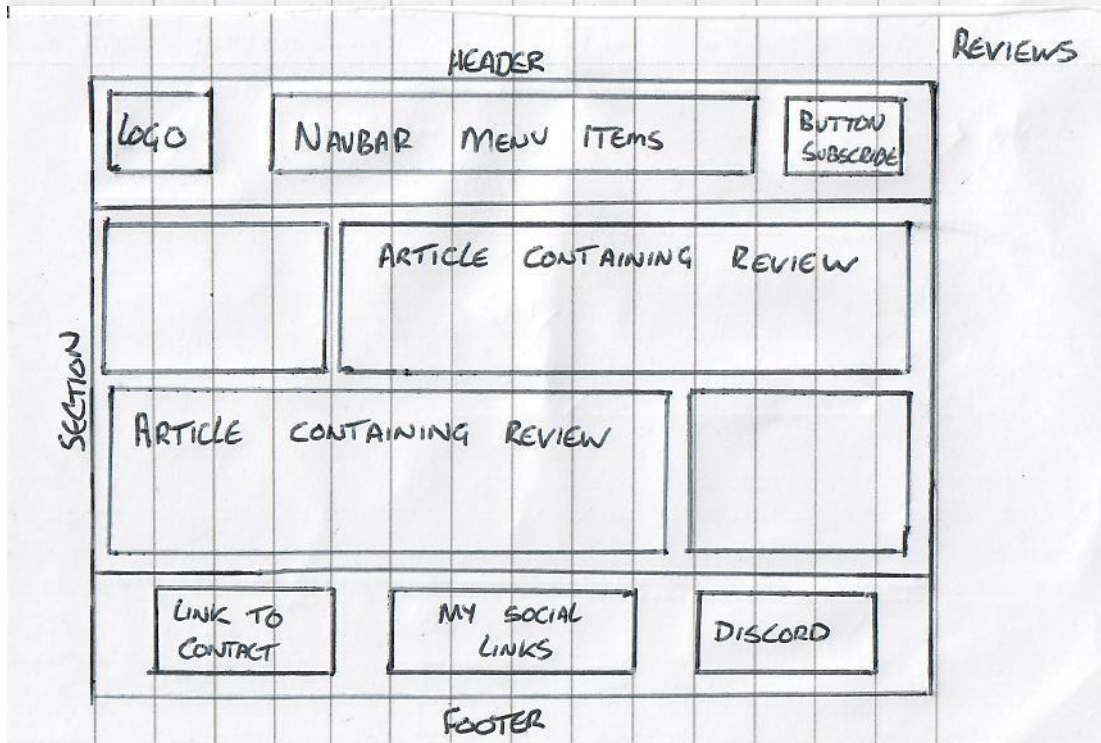 REVIEWS
HEADER
LOGO
NAVBAR MENU ITEMS
BUTTON
SUBSCRIBE
SECTION
ARTICLE CONTAINING REVIEW
ARTICLE CONTAINING REVIEW
LINK TO
CONTACT
MY SOCIAL
LINKS
DISCORD
FOOTER